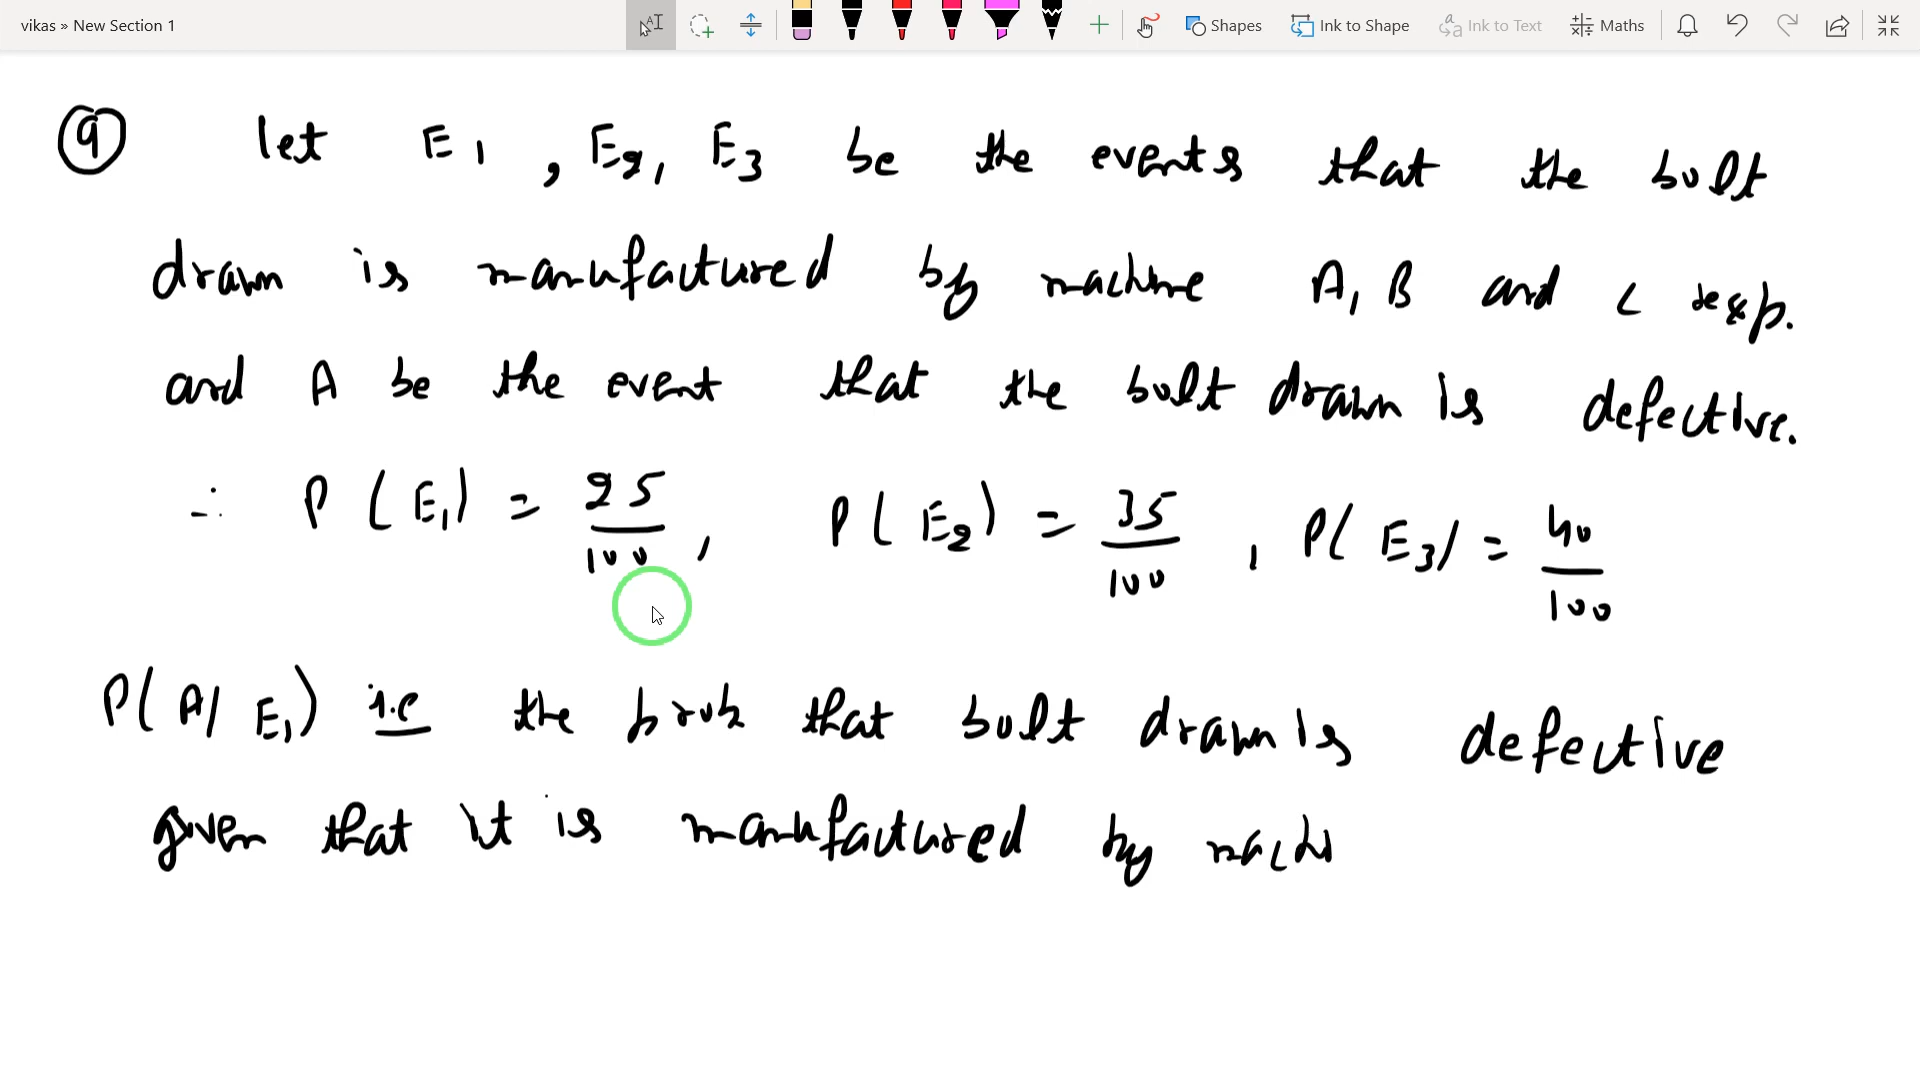 vikas » New Section 1 Shapes Ink to Shape Ink to Text Maths
9 let E1, E2, E3 be the events that the bolt
drawn is manufactured by machine A, B and C resp.
and A be the event that the bolt drawn is defective.
∴ P(E1) = 25/100, P(E2) = 35/100, P(E3) = 40/100
P(A/E1) i.e the prob that bolt drawn is defective
given that it is manufactured by machi